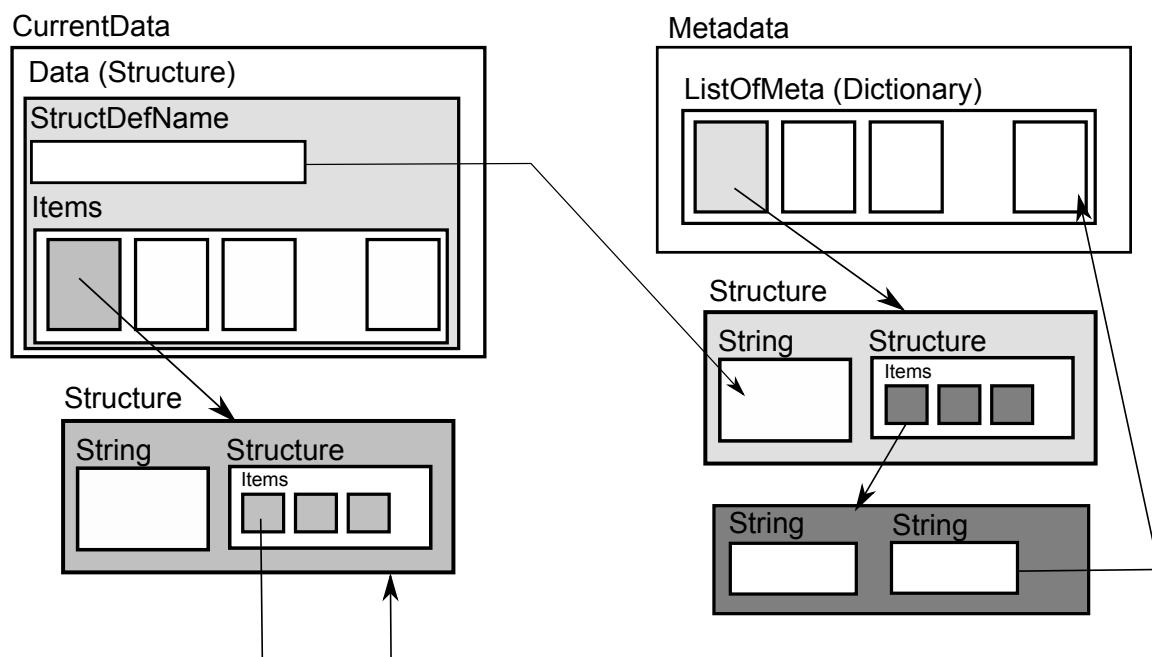 CurrentData
Data (Structure)
StructDefName
Items
Structure
String
Structure
Items
Metadata
ListOfMeta (Dictionary)
Structure
String
Structure
Items
String
String